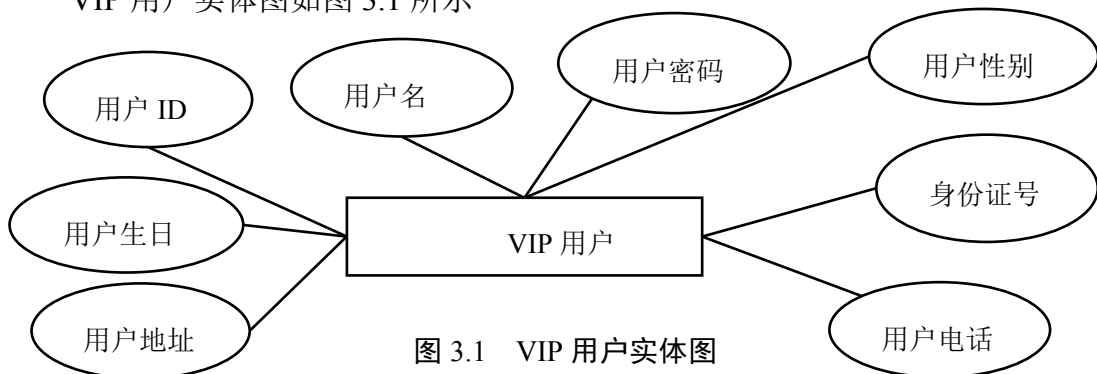 VIP 用户实体图如图 3.1 所示
用户 ID
用户名
用户密码
用户性别
用户生日
VIP 用户
身份证号
用户地址
用户电话
图 3.1 VIP 用户实体图